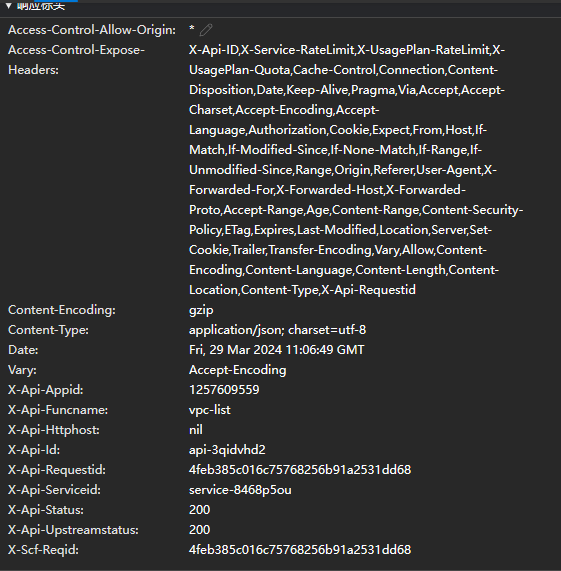 响应标头
Access-Control-Allow-Origin: *
Access-Control-Expose- X-Api-ID,X-Service-RateLimit,X-UsagePlan-RateLimit,X-
Headers: UsagePlan-Quota,Cache-Control,Connection,Content-
Disposition,Date,Keep-Alive,Pragma,Via,Accept,Accept-
Charset,Accept-Encoding,Accept-
Language,Authorization,Cookie,Expect,From,Host,If-
Match,If-Modified-Since,If-None-Match,If-Range,If-
Unmodified-Since,Range,Origin,Referer,User-Agent,X-
Forwarded-For,X-Forwarded-Host,X-Forwarded-
Proto,Accept-Range,Age,Content-Range,Content-Security-
Policy,ETag,Expires,Last-Modified,Location,Server,Set-
Cookie,Trailer,Transfer-Encoding,Vary,Allow,Content-
Encoding,Content-Language,Content-Length,Content-
Location,Content-Type,X-Api-Requestid
Content-Encoding: gzip
Content-Type: application/json; charset=utf-8
Date: Fri, 29 Mar 2024 11:06:49 GMT
Vary: Accept-Encoding
X-Api-Appid: 1257609559
X-Api-Funcname: vpc-list
X-Api-Httphost: nil
X-Api-Id: api-3qidvhd2
X-Api-Requestid: 4feb385c016c75768256b91a2531dd68
X-Api-Serviceid: service-8468p5ou
X-Api-Status: 200
X-Api-Upstreamstatus: 200
X-Scf-Reqid: 4feb385c016c75768256b91a2531dd68